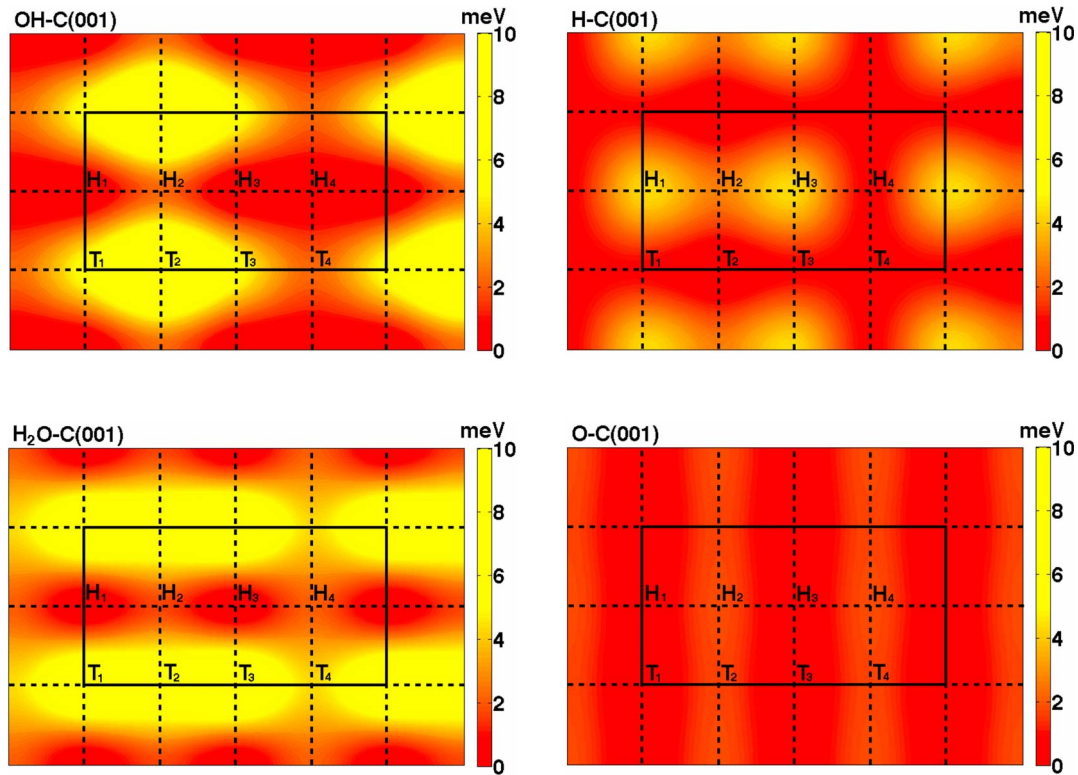 OH-C(001) meV
10
8
6
4
2
0
H₁ H₂ H₃ H₄
T₁ T₂ T₃ T₄
H-C(001) meV
10
8
6
4
2
0
H₁ H₂ H₃ H₄
T₁ T₂ T₃ T₄
H₂O-C(001) meV
10
8
6
4
2
0
H₁ H₂ H₃ H₄
T₁ T₂ T₃ T₄
O-C(001) meV
10
8
6
4
2
0
H₁ H₂ H₃ H₄
T₁ T₂ T₃ T₄